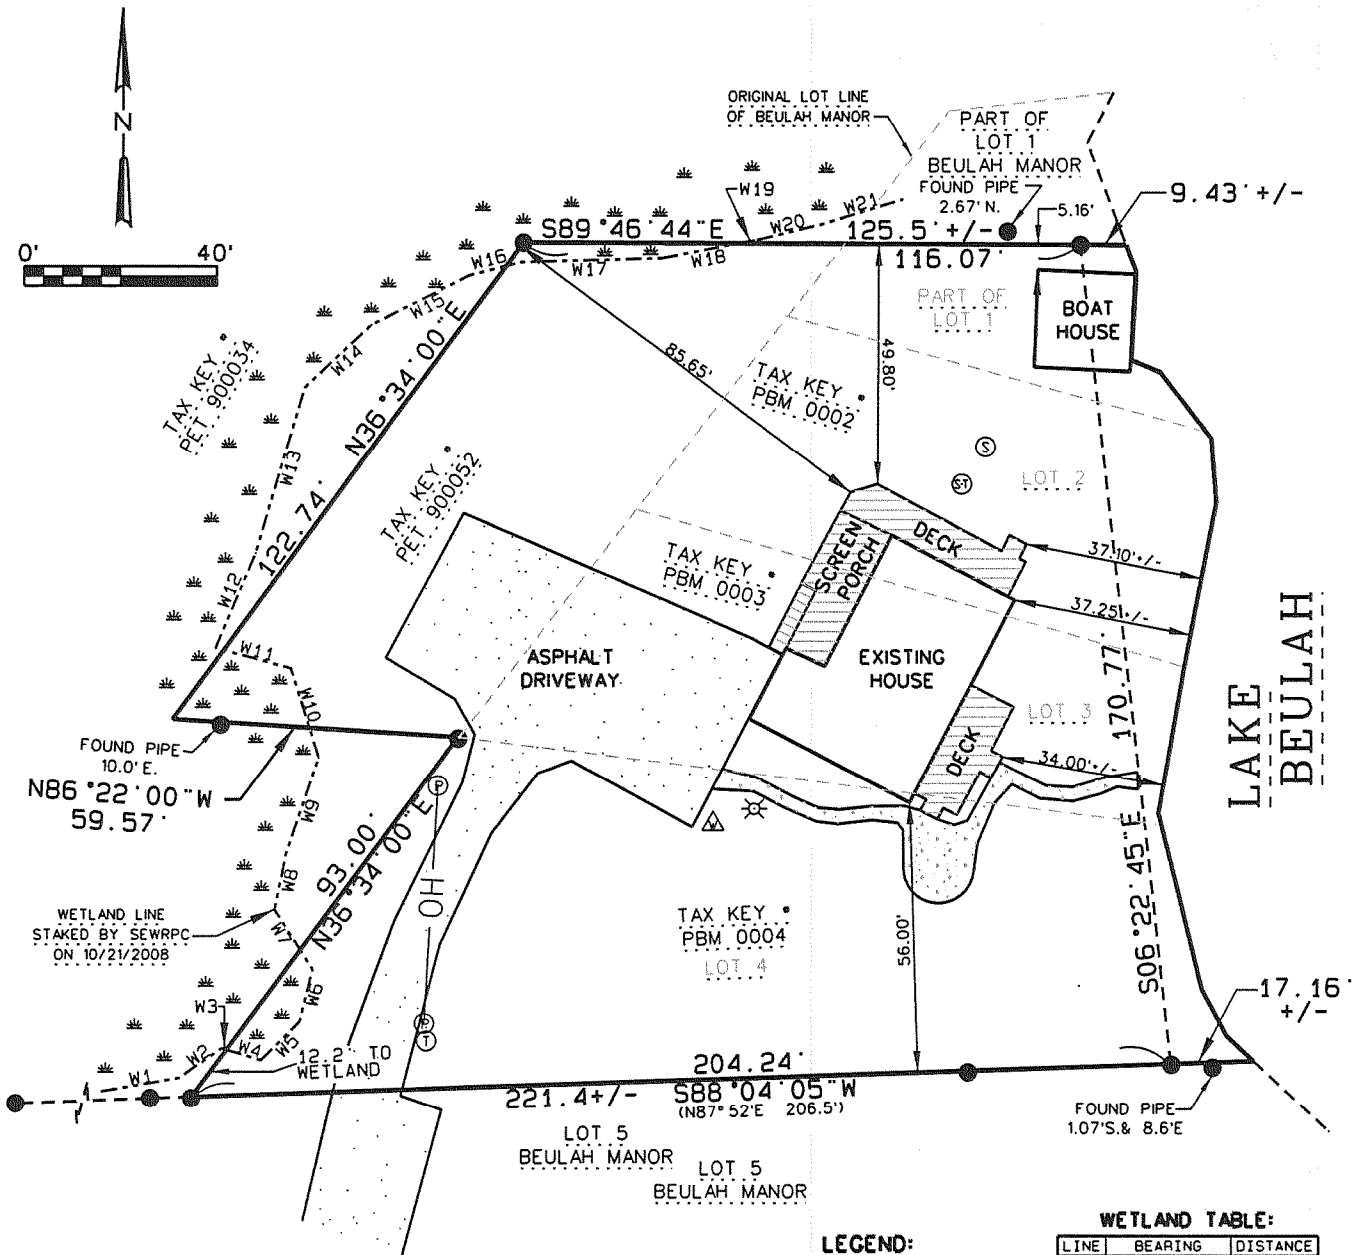 N
0' 40'
ORIGINAL LOT LINE
OF BEULAH MANOR
PART OF
LOT 1
BEULAH MANOR
FOUND PIPE
2.67' N.
5.16'
9.43' +/-
W19
W20
W21
S89°46'44"E
125.5' +/-
116.07'
W16
W17
W18
PART OF
LOT 1
BOAT
HOUSE
W15
W14
W13
W12
TAX KEY *
PET 900034
N36°34'00"E
122.74'
85.65'
49.80'
TAX KEY *
PBM 0002
TAX KEY *
PET. 900052
S
ST
LOT 2
DECK
SCREEN
PORCH
37.10'+/-
TAX KEY *
PBM 0003
37.25'+/-
ASPHALT
DRIVEWAY
EXISTING
HOUSE
LAKE
BEULAH
W11
W10
LOT 3
170.77'
DECK
34.00'+/-
FOUND PIPE
10.0' E.
N86°22'00"W
59.57'
P
W9
W
W8
93.00'
N36°34'00"E
OH
S06°22'45"E
WETLAND LINE
STAKED BY SEWRPC
ON 10/21/2008
W7
TAX KEY *
PBM 0004
LOT 4
56.00'
W6
W3
W5
W4
W2
W1
P
T
17.16'
+/-
12.2' TO
WETLAND
204.24'
221.4+/- S88°04'05"W
(N87°52'E 206.5')
FOUND PIPE
1.07'S.& 8.6'E
LOT 5
BEULAH MANOR
LOT 5
BEULAH MANOR
WETLAND TABLE:
LEGEND:
LINE BEARING DISTANCE